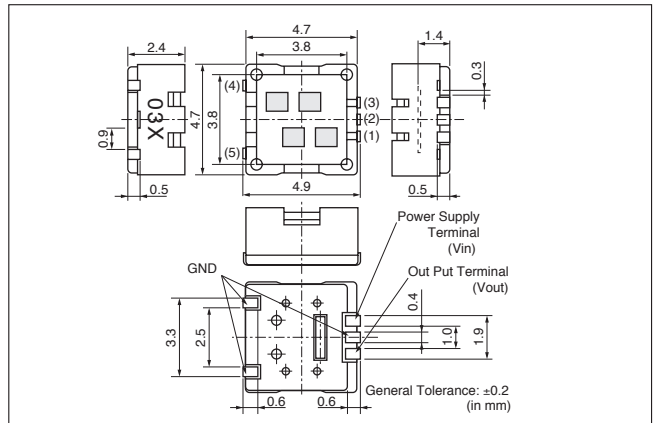 4.7
3.8
2.4
1.4
0.3
(4)
(3)
(2)
(1)
(5)
03X
4.7
3.8
0.9
0.5
4.9
0.5
Power Supply
Terminal
(Vin)
Out Put Terminal
(Vout)
GND
0.4
3.3
2.5
1.0
1.9
0.6
0.6
General Tolerance: ±0.2
(in mm)